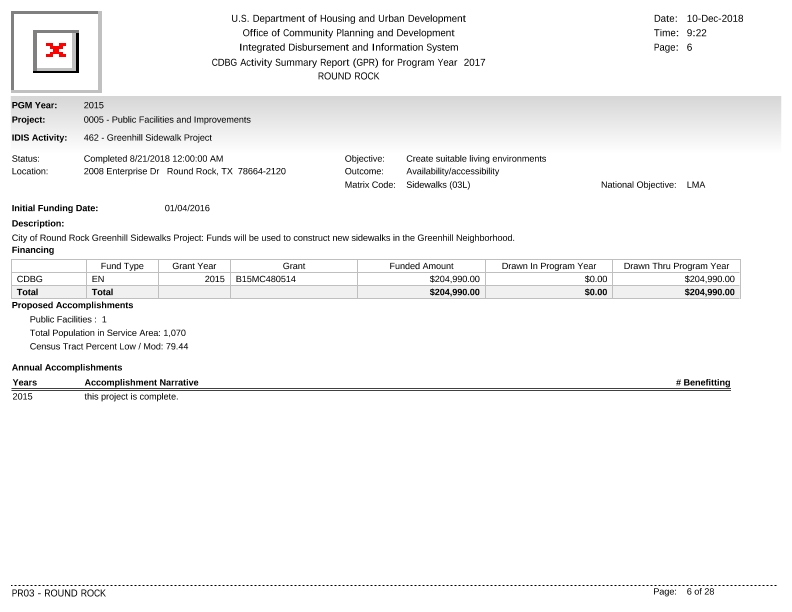 U.S. Department of Housing and Urban Development
Office of Community Planning and Development
Integrated Disbursement and Information System
CDBG Activity Summary Report (GPR) for Program Year 2017
ROUND ROCK
Date: 10-Dec-2018
Time: 9:22
Page: 6
PGM Year: 2015
Project: 0005 - Public Facilities and Improvements
IDIS Activity: 462 - Greenhill Sidewalk Project
Status: Completed 8/21/2018 12:00:00 AM Objective: Create suitable living environments
Location: 2008 Enterprise Dr Round Rock, TX 78664-2120 Outcome: Availability/accessibility
Matrix Code: Sidewalks (03L) National Objective: LMA
Initial Funding Date: 01/04/2016
Description:
City of Round Rock Greenhill Sidewalks Project: Funds will be used to construct new sidewalks in the Greenhill Neighborhood.
Financing
Fund Type Grant Year Grant Funded Amount Drawn In Program Year Drawn Thru Program Year
CDBG EN 2015 B15MC480514 $204,990.00 $0.00 $204,990.00
Total Total $204,990.00 $0.00 $204,990.00
Proposed Accomplishments
Public Facilities : 1
Total Population in Service Area: 1,070
Census Tract Percent Low / Mod: 79.44
Annual Accomplishments
Years Accomplishment Narrative # Benefitting
2015 this project is complete.
PR03 - ROUND ROCK Page: 6 of 28